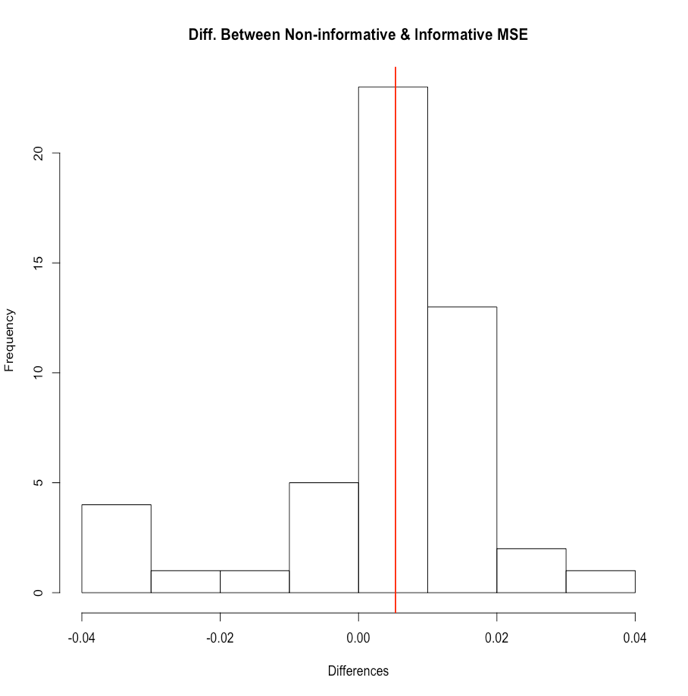 Diff. Between Non-informative & Informative MSE
Frequency
20
15
10
5
0
-0.04 -0.02 0.00 0.02 0.04
Differences